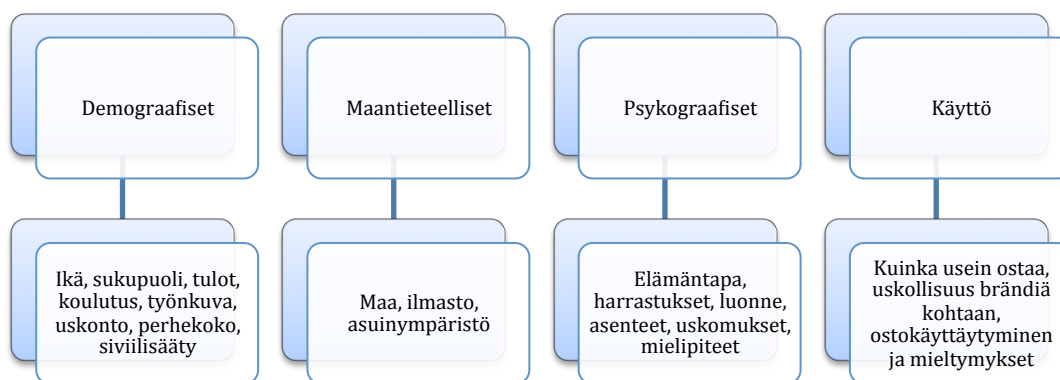 Demograafiset
Maantieteelliset
Psykograafiset
Käyttö
Ikä, sukupuoli, tulot,
koulutus, työnkuva,
uskonto, perhekoko,
siviilisääty
Maa, ilmasto,
asuinympäristö
Elämäntapa,
harrastukset, luonne,
asenteet, uskomukset,
mielipiteet
Kuinka usein ostaa,
uskollisuus brändiä
kohtaan,
ostokäyttäytyminen
ja mieltymykset